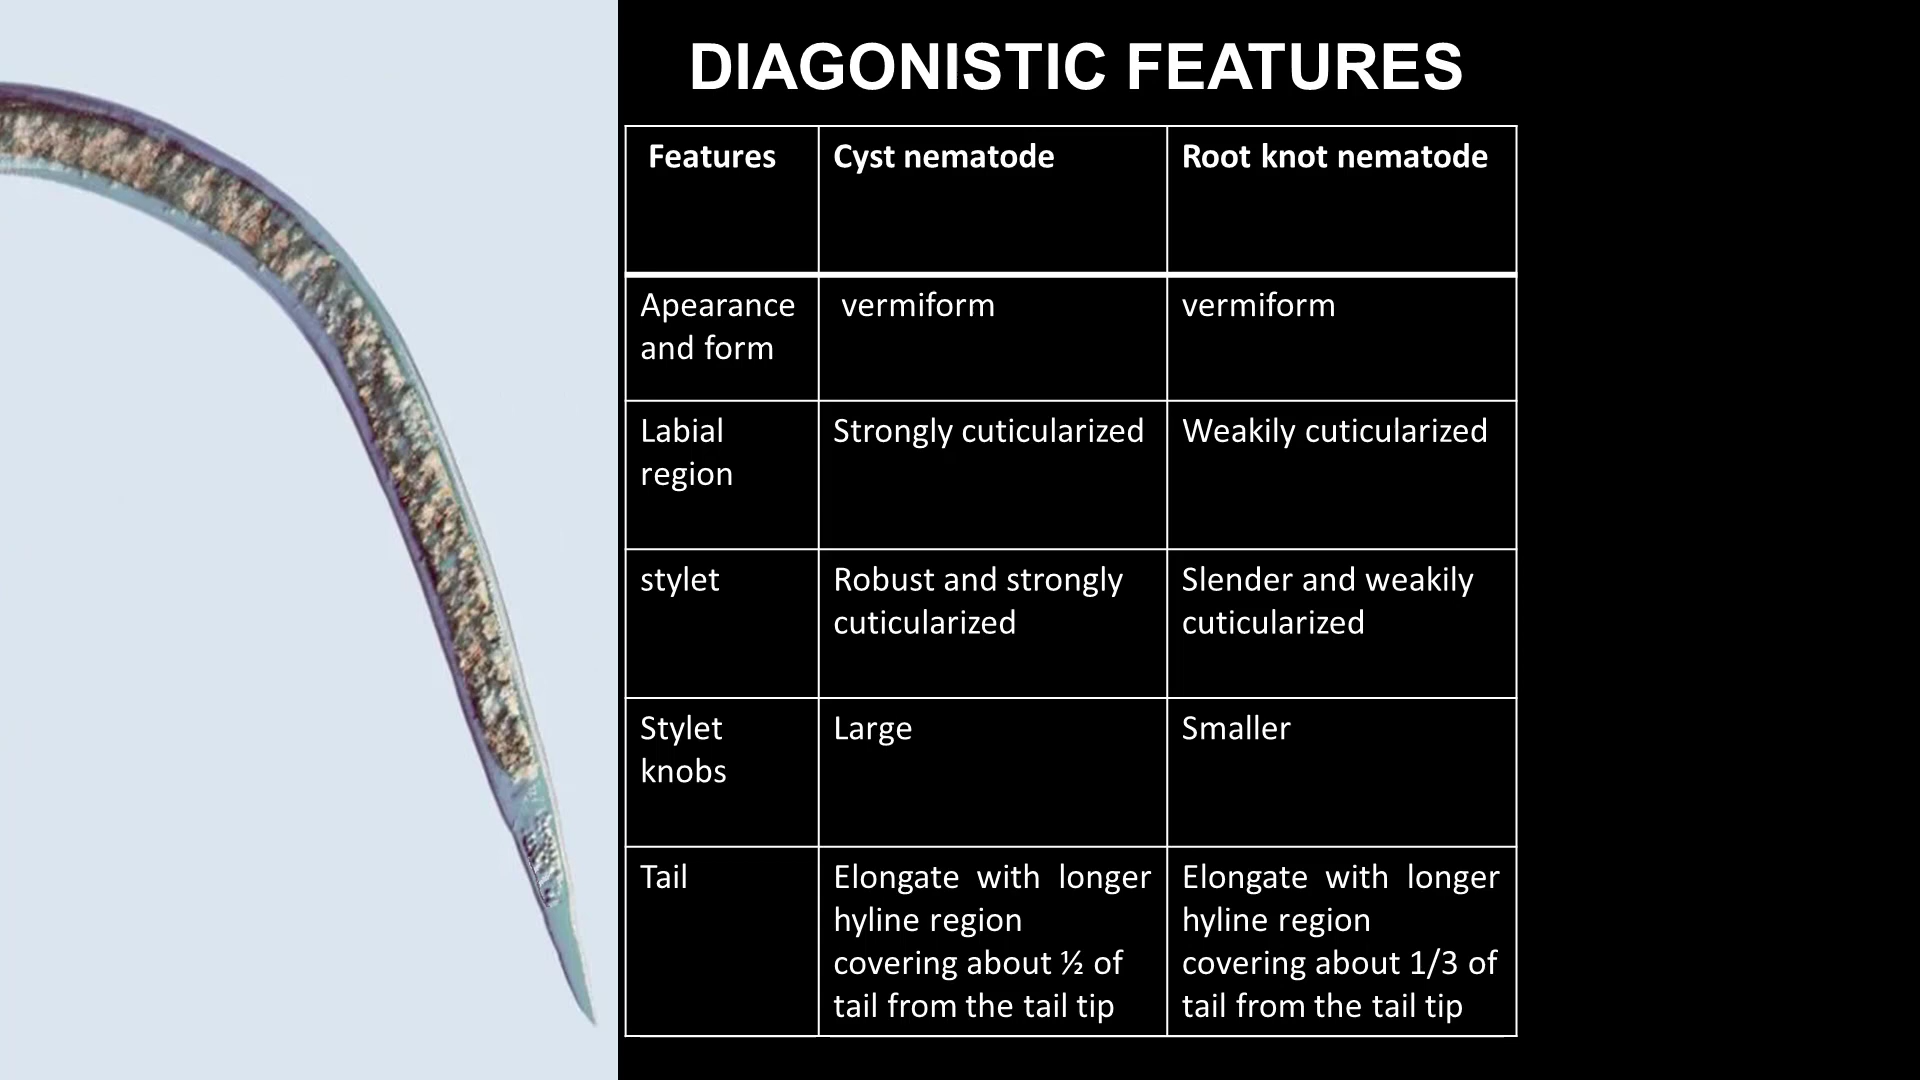 DIAGONISTIC FEATURES
Features Cyst nematode Root knot nematode
Apearance and form vermiform vermiform
Labial region Strongly cuticularized Weakily cuticularized
stylet Robust and strongly cuticularized Slender and weakily cuticularized
Stylet knobs Large Smaller
Tail Elongate with longer hyline region covering about ½ of tail from the tail tip Elongate with longer hyline region covering about 1/3 of tail from the tail tip